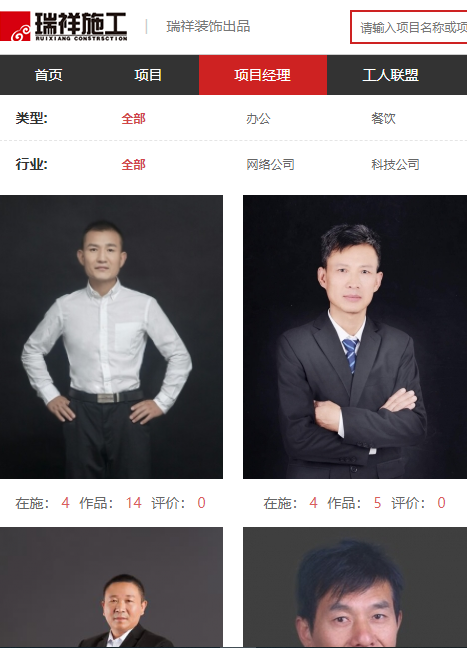 瑞祥施工
RUIXIANG CONSTRSCTION
| 瑞祥装饰出品
请输入项目名称或项
首页 项目 项目经理 工人联盟
类型: 全部 办公 餐饮
行业: 全部 网络公司 科技公司
在施: 4 作品: 14 评价: 0
在施: 4 作品: 5 评价: 0